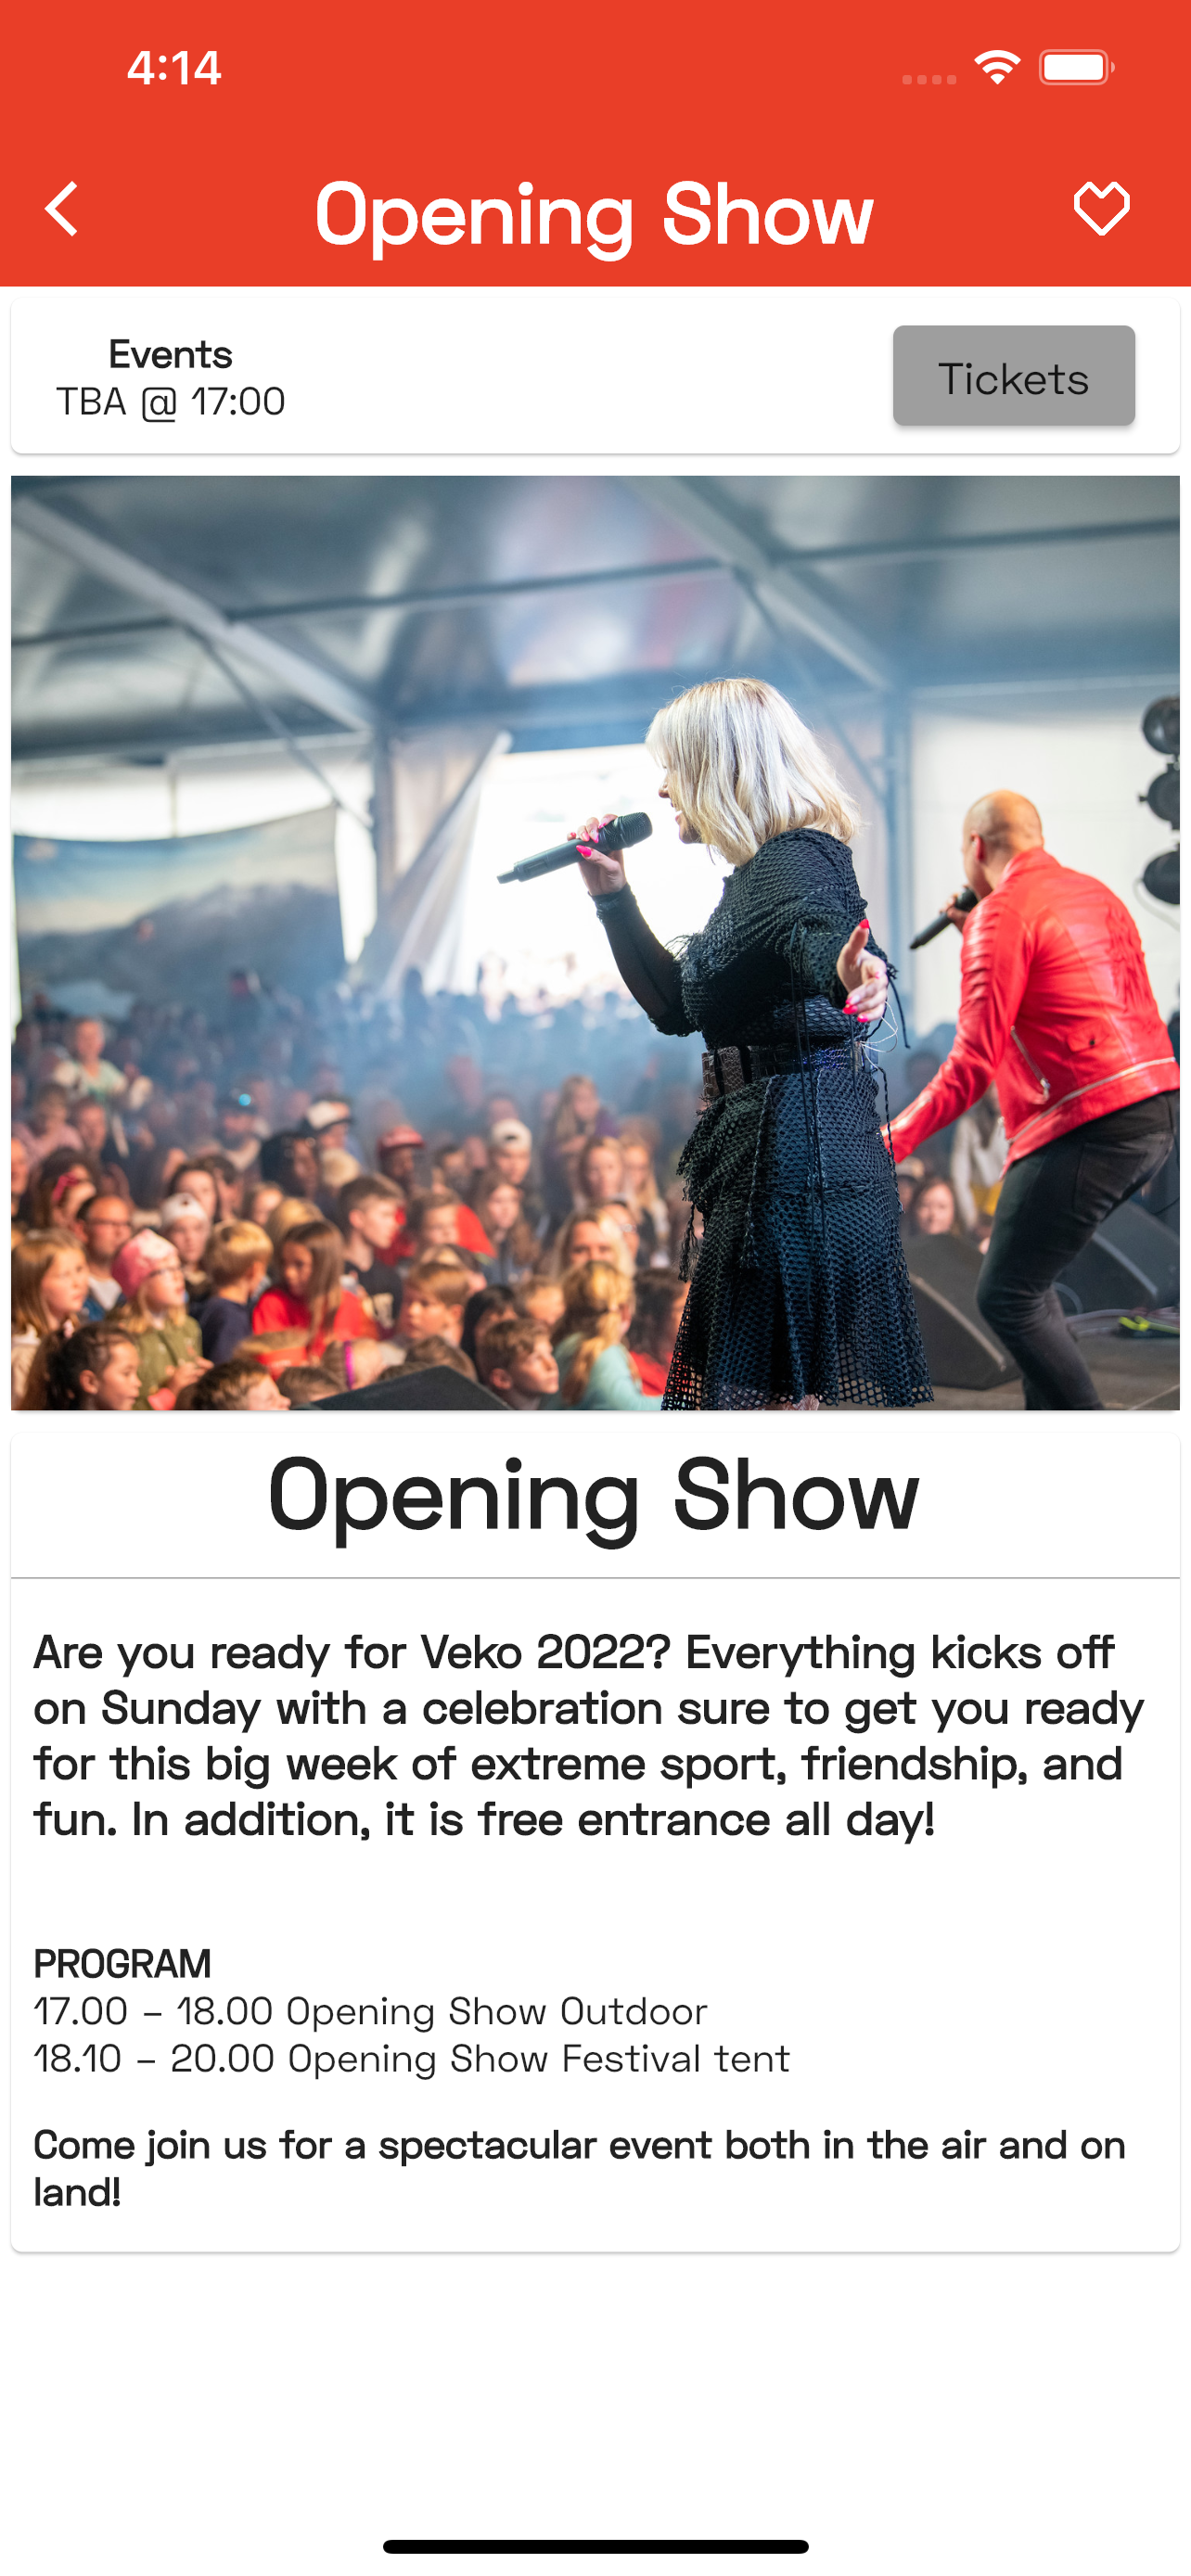 4:14
Opening Show
Events
TBA @ 17:00
Tickets
Opening Show
Are you ready for Veko 2022? Everything kicks off
on Sunday with a celebration sure to get you ready
for this big week of extreme sport, friendship, and
fun. In addition, it is free entrance all day!
PROGRAM
17.00 – 18.00 Opening Show Outdoor
18.10 – 20.00 Opening Show Festival tent
Come join us for a spectacular event both in the air and on
land!